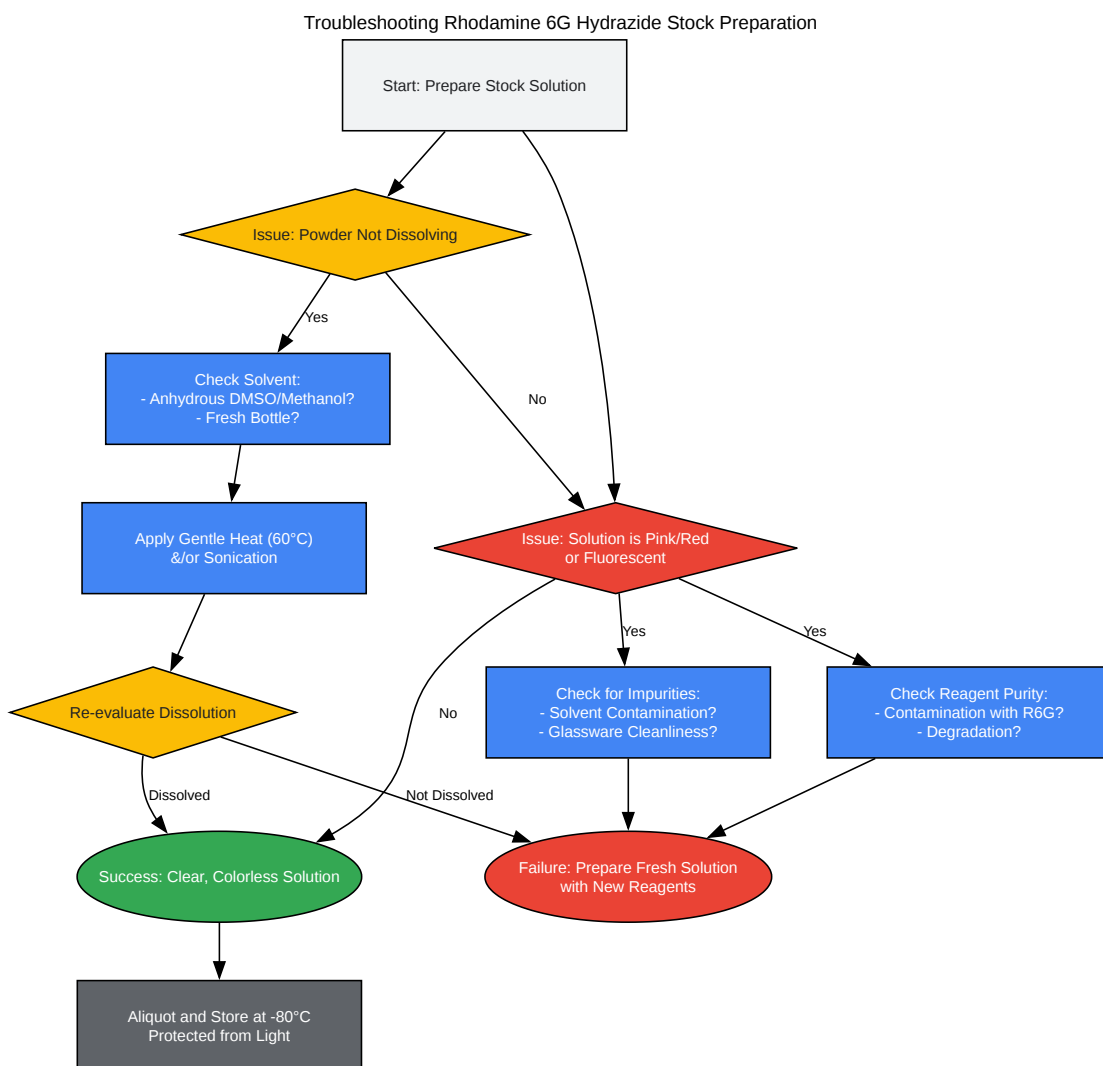 Troubleshooting Rhodamine 6G Hydrazide Stock Preparation
Start: Prepare Stock Solution
Issue: Powder Not Dissolving
Yes
Check Solvent:
- Anhydrous DMSO/Methanol?
- Fresh Bottle?
No
Apply Gentle Heat (60°C)
&/or Sonication
Issue: Solution is Pink/Red
or Fluorescent
Yes
Yes
Re-evaluate Dissolution
No
Check for Impurities:
- Solvent Contamination?
- Glassware Cleanliness?
Check Reagent Purity:
- Contamination with R6G?
- Degradation?
Dissolved
Not Dissolved
Success: Clear, Colorless Solution
Failure: Prepare Fresh Solution
with New Reagents
Aliquot and Store at -80°C
Protected from Light